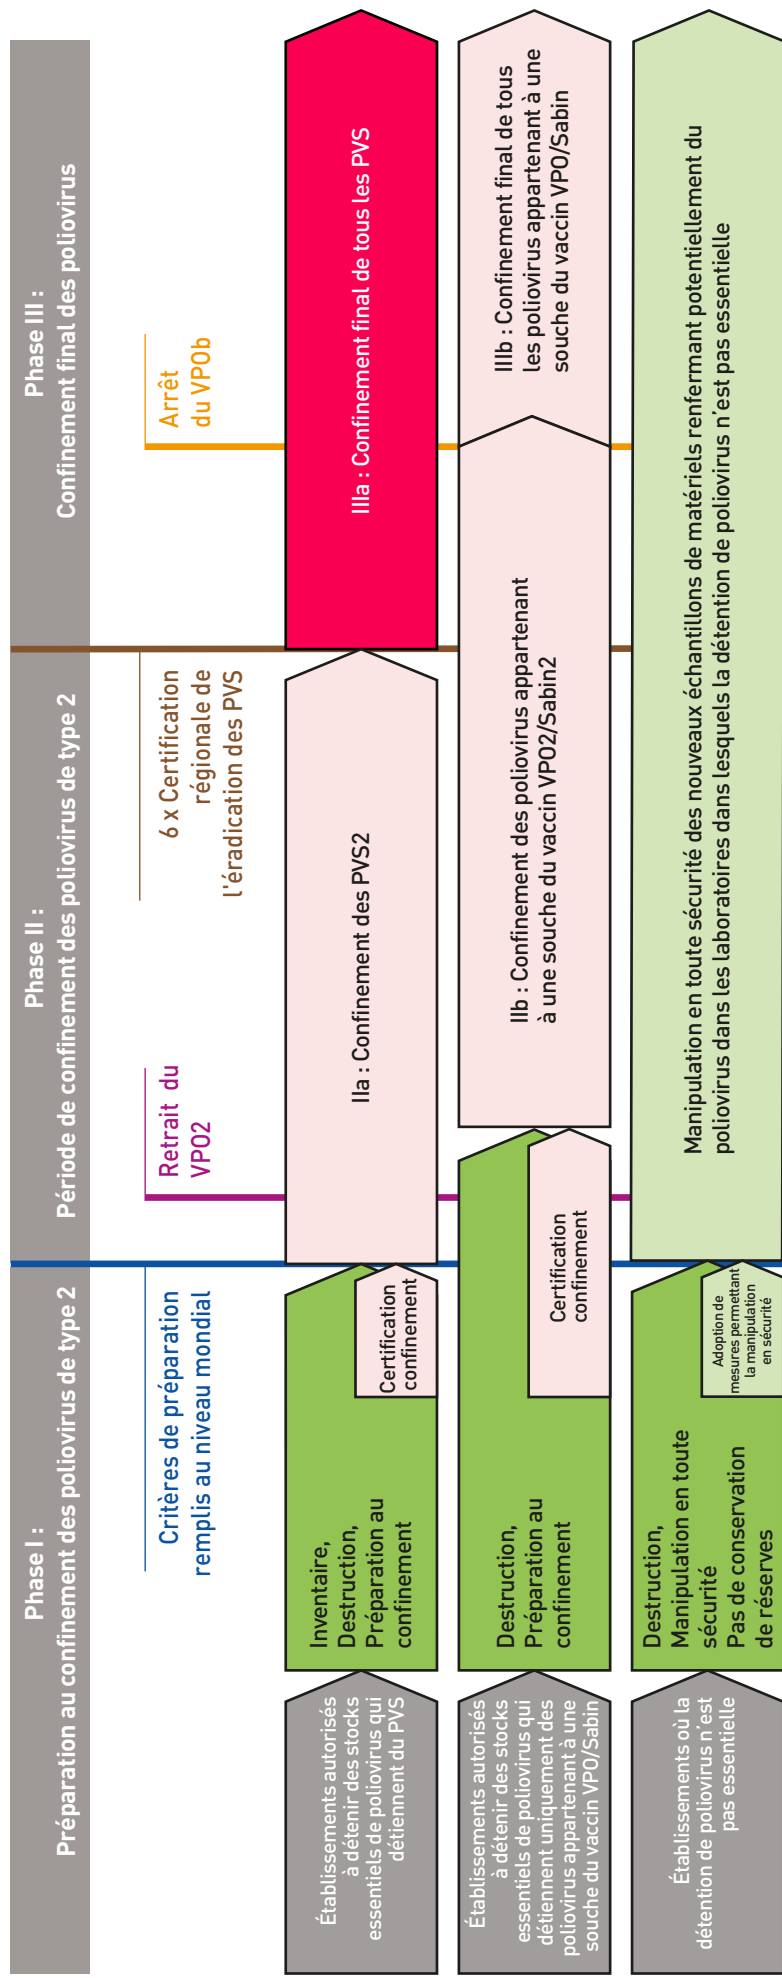 Phase I :
Préparation au confinement des poliovirus de type 2
Phase II :
Période de confinement des poliovirus de type 2
Phase III :
Confinement final des poliovirus
Critères de préparation
remplis au niveau mondial
Retrait du
VPO2
6 x Certification
régionale de
l'éradication des PVS
Arrêt
du VPOb
Établissements autorisés
à détenir des stocks
essentiels de poliovirus qui
détiennent du PVS
Inventaire,
Destruction,
Préparation au
confinement
Certification
confinement
IIa : Confinement des PVS2
IIIa : Confinement final de tous les PVS
Établissements autorisés
à détenir des stocks
essentiels de poliovirus qui
détiennent uniquement des
poliovirus appartenant à une
souche du vaccin VPO/Sabin
Destruction,
Préparation au
confinement
Certification
confinement
IIb : Confinement des poliovirus appartenant
à une souche du vaccin VPO2/Sabin2
IIIb : Confinement final de tous
les poliovirus appartenant à une
souche du vaccin VPO/Sabin
Établissements où la
détention de poliovirus n'est
pas essentielle
Destruction,
Manipulation en toute
sécurité
Pas de conservation
de réserves
Adoption de
mesures permettant
la manipulation
en sécurité
Manipulation en toute sécurité des nouveaux échantillons de matériels renfermant potentiellement du
poliovirus dans les laboratoires dans lesquels la détention de poliovirus n'est pas essentielle